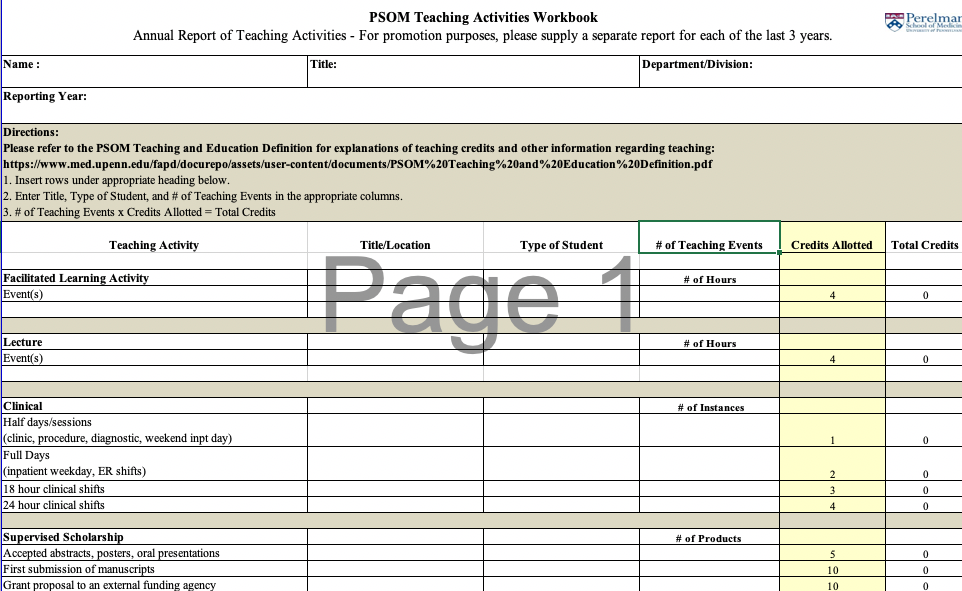 PSOM Teaching Activities Workbook
Perelman
School of Medicine
University of Pennsylvania
Annual Report of Teaching Activities - For promotion purposes, please supply a separate report for each of the last 3 years.
Name : Title: Department/Division:
Reporting Year:
Directions:
Please refer to the PSOM Teaching and Education Definition for explanations of teaching credits and other information regarding teaching:
https://www.med.upenn.edu/fapd/docurepo/assets/user-content/documents/PSOM%20Teaching%20and%20Education%20Definition.pdf
1. Insert rows under appropriate heading below.
2. Enter Title, Type of Student, and # of Teaching Events in the appropriate columns.
3. # of Teaching Events x Credits Allotted = Total Credits
Teaching Activity Title/Location Type of Student # of Teaching Events Credits Allotted Total Credits
Page 1
Facilitated Learning Activity # of Hours
Event(s) 4 0
Lecture # of Hours
Event(s) 4 0
Clinical # of Instances
Half days/sessions
(clinic, procedure, diagnostic, weekend inpt day) 1 0
Full Days
(inpatient weekday, ER shifts) 2 0
18 hour clinical shifts 3 0
24 hour clinical shifts 4 0
Supervised Scholarship # of Products
Accepted abstracts, posters, oral presentations 5 0
First submission of manuscripts 10 0
Grant proposal to an external funding agency 10 0